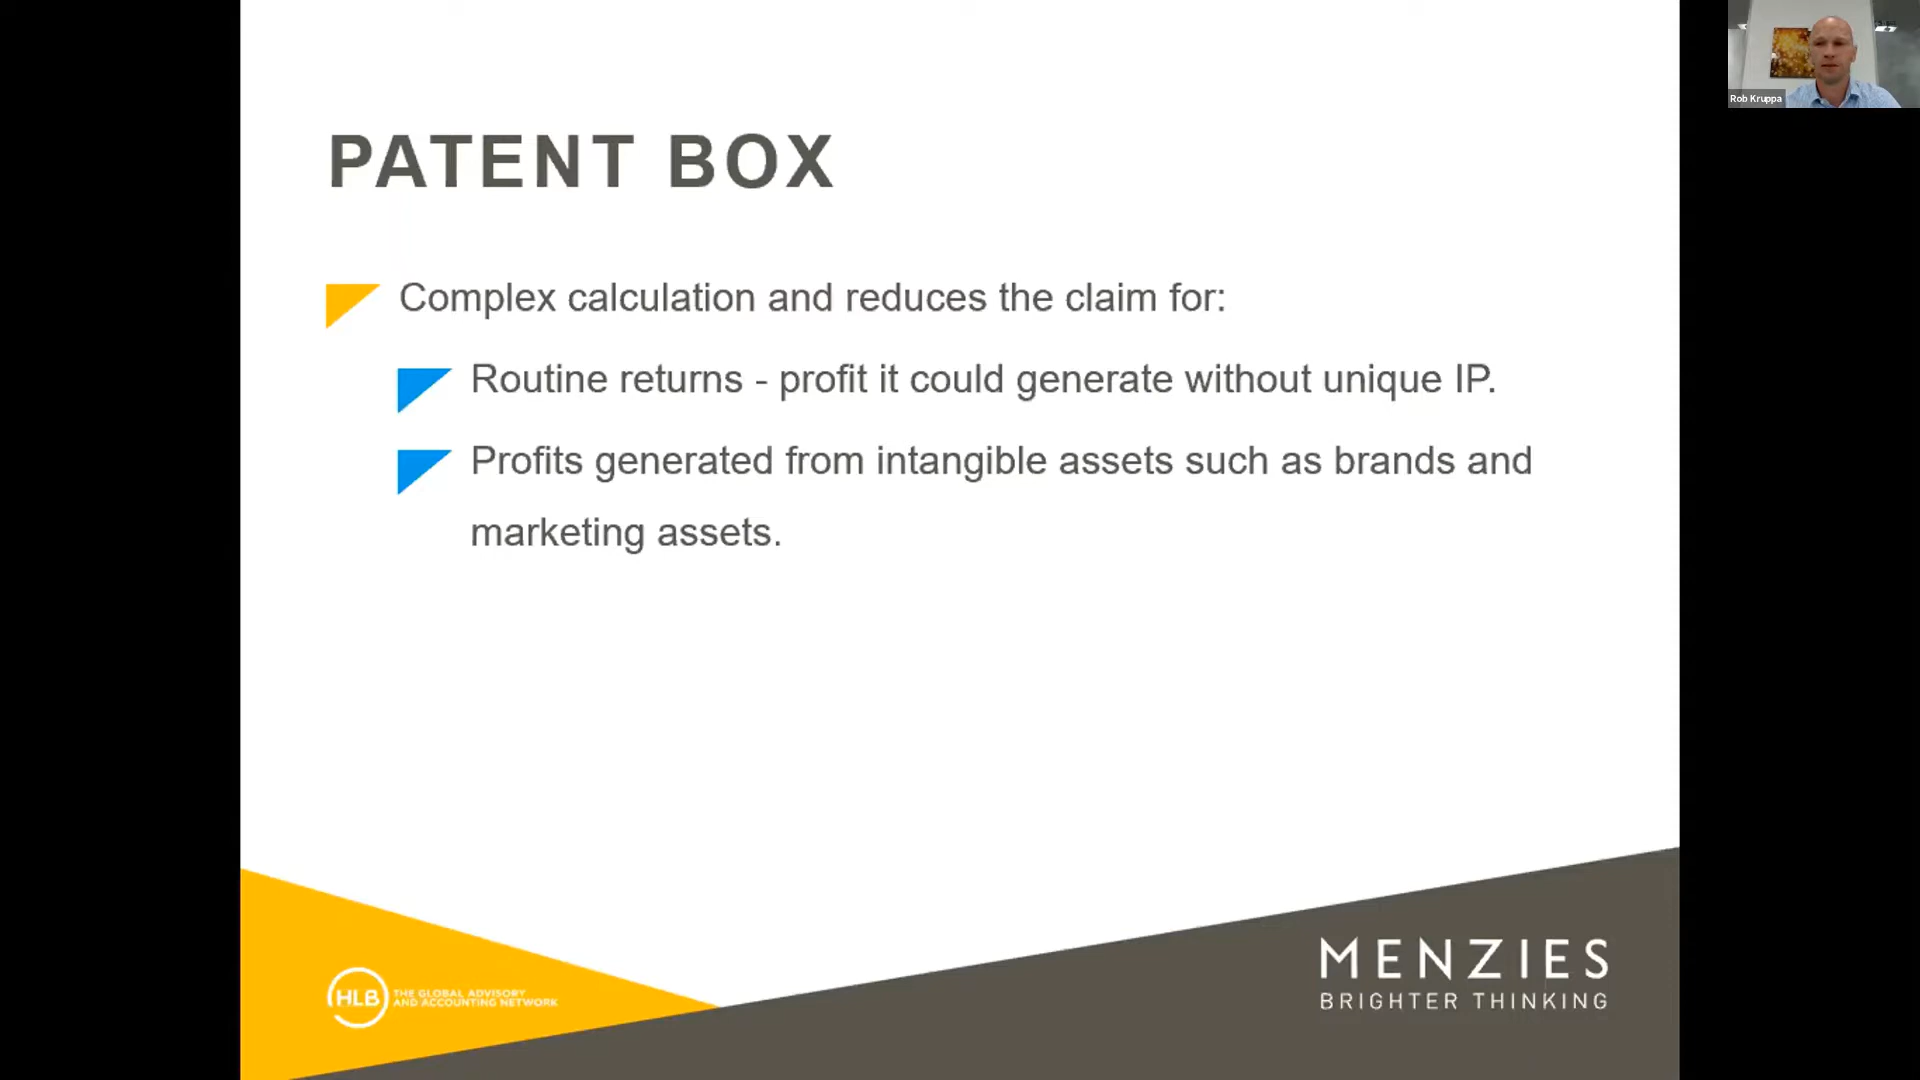 PATENT BOX
Complex calculation and reduces the claim for:
Routine returns - profit it could generate without unique IP.
Profits generated from intangible assets such as brands and
marketing assets.
HLB
THE GLOBAL ADVISORY
AND ACCOUNTING NETWORK
MENZIES
BRIGHTER THINKING
Rob Kruppa